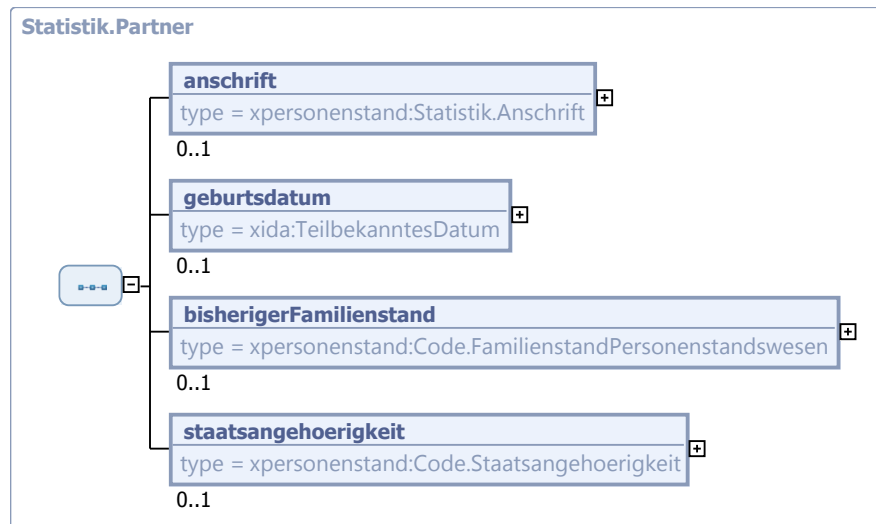 Statistik.Partner
anschrift
type = xpersonenstand:Statistik.Anschrift
0..1
geburtsdatum
type = xida:TeilbekanntesDatum
0..1
bisherigerFamilienstand
type = xpersonenstand:Code.FamilienstandPersonenstandswesen
0..1
staatsangehoerigkeit
type = xpersonenstand:Code.Staatsangehoerigkeit
0..1